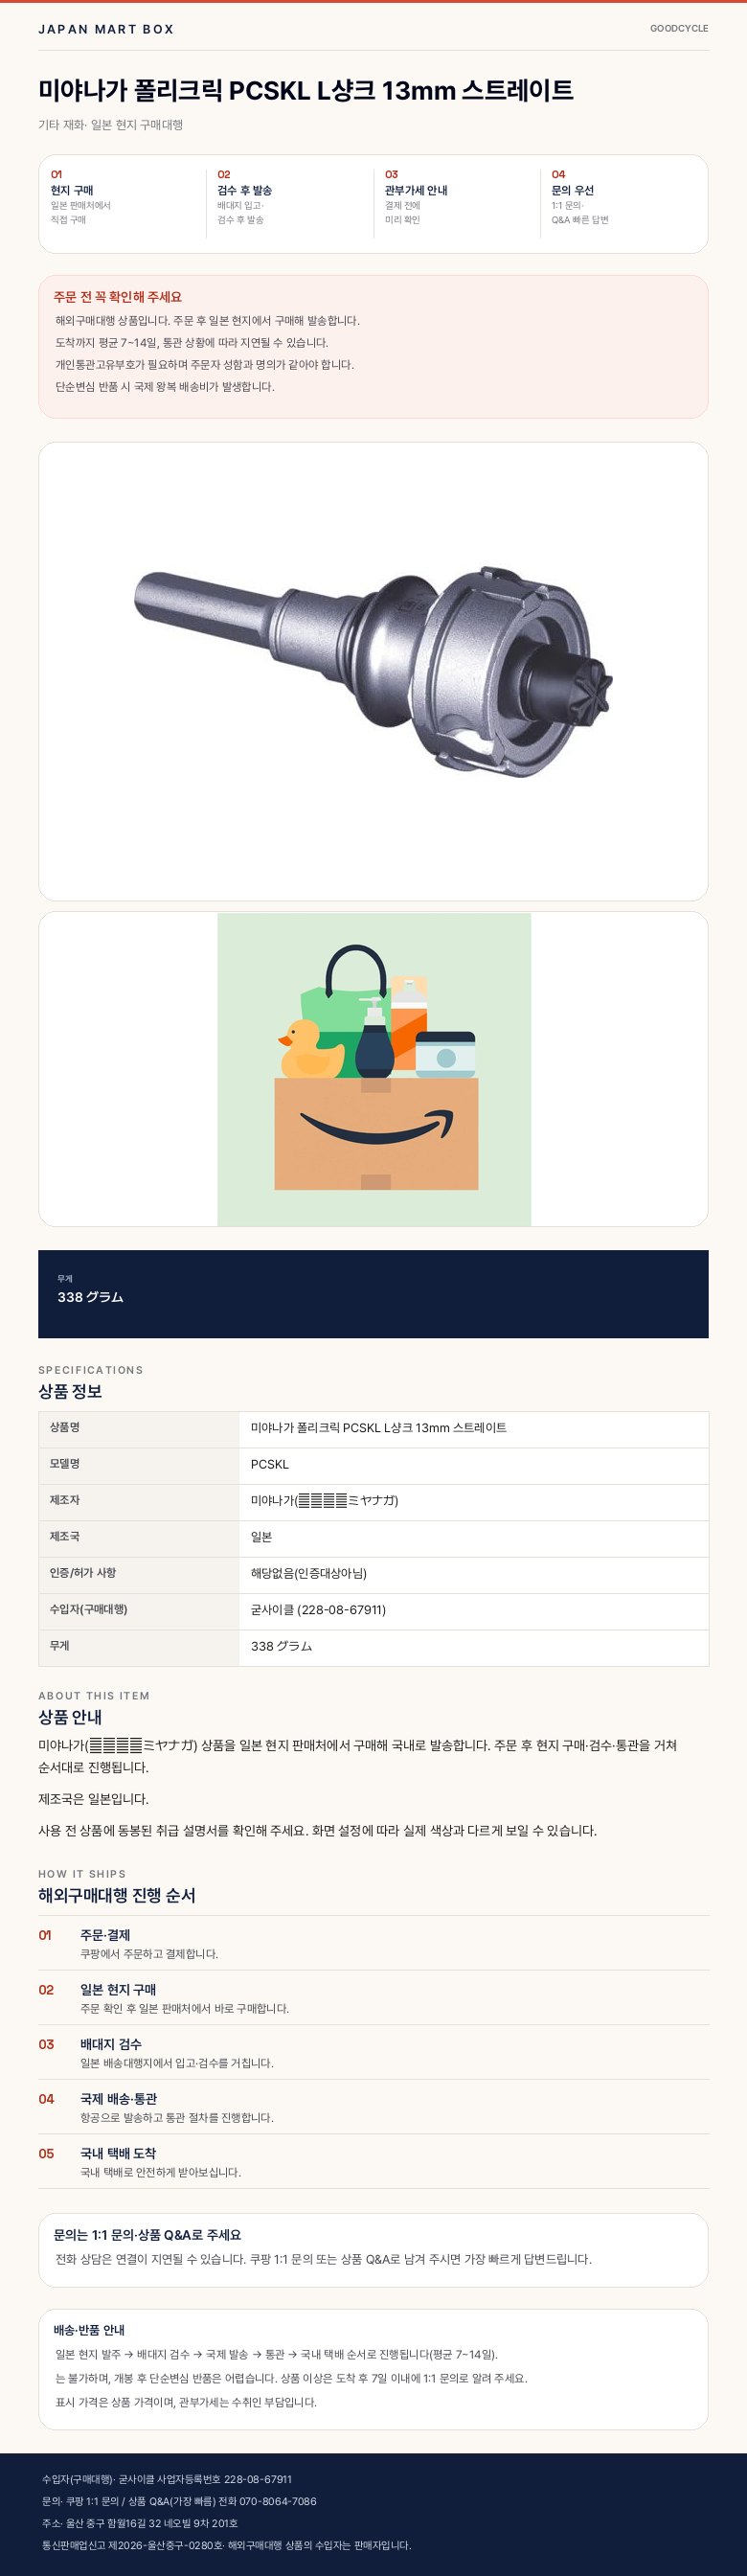 JAPAN MART BOX
GOODCYCLE
미야나가 폴리크릭 PCSKL L샹크 13mm 스트레이트
기타 재화· 일본 현지 구매대행
01
현지 구매
일본 판매처에서
직접 구매
02
검수 후 발송
배대지 입고·
검수 후 발송
03
관부가세 안내
결제 전에
미리 확인
04
문의 우선
1:1 문의·
Q&A 빠른 답변
주문 전 꼭 확인해 주세요
해외구매대행 상품입니다. 주문 후 일본 현지에서 구매해 발송합니다.
도착까지 평균 7~14일, 통관 상황에 따라 지연될 수 있습니다.
개인통관고유부호가 필요하며 주문자 성함과 명의가 같아야 합니다.
단순변심 반품 시 국제 왕복 배송비가 발생합니다.
무게
338 グラム
SPECIFICATIONS
상품 정보
상품명
미야나가 폴리크릭 PCSKL L샹크 13mm 스트레이트
모델명
PCSKL
제조자
미야나가(ミヤナガ)
제조국
일본
인증/허가 사항
해당없음(인증대상아님)
수입자(구매대행)
굳사이클 (228-08-67911)
무게
338 グラム
ABOUT THIS ITEM
상품 안내
미야나가(ミヤナガ) 상품을 일본 현지 판매처에서 구매해 국내로 발송합니다. 주문 후 현지 구매·검수·통관을 거쳐
순서대로 진행됩니다.
제조국은 일본입니다.
사용 전 상품에 동봉된 취급 설명서를 확인해 주세요. 화면 설정에 따라 실제 색상과 다르게 보일 수 있습니다.
HOW IT SHIPS
해외구매대행 진행 순서
01
주문·결제
쿠팡에서 주문하고 결제합니다.
02
일본 현지 구매
주문 확인 후 일본 판매처에서 바로 구매합니다.
03
배대지 검수
일본 배송대행지에서 입고·검수를 거칩니다.
04
국제 배송·통관
항공으로 발송하고 통관 절차를 진행합니다.
05
국내 택배 도착
국내 택배로 안전하게 받아보십니다.
문의는 1:1 문의·상품 Q&A로 주세요
전화 상담은 연결이 지연될 수 있습니다. 쿠팡 1:1 문의 또는 상품 Q&A로 남겨 주시면 가장 빠르게 답변드립니다.
배송·반품 안내
일본 현지 발주 → 배대지 검수 → 국제 발송 → 통관 → 국내 택배 순서로 진행됩니다(평균 7~14일).
는 불가하며, 개봉 후 단순변심 반품은 어렵습니다. 상품 이상은 도착 후 7일 이내에 1:1 문의로 알려 주세요.
표시 가격은 상품 가격이며, 관부가세는 수취인 부담입니다.
수입자(구매대행)· 굳사이클 사업자등록번호 228-08-67911
문의· 쿠팡 1:1 문의 / 상품 Q&A(가장 빠름) 전화 070-8064-7086
주소· 울산 중구 함월16길 32 네오빌 9차 201호
통신판매업신고 제2026-울산중구-0280호· 해외구매대행 상품의 수입자는 판매자입니다.